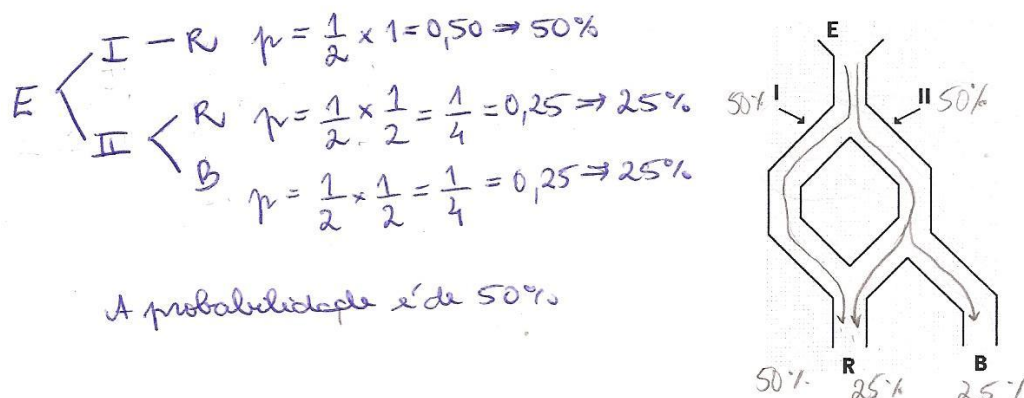 E
I — R p = 1/2 × 1 = 0,50 ⇒ 50%
II R p = 1/2 × 1/2 = 1/4 = 0,25 ⇒ 25%
B p = 1/2 × 1/2 = 1/4 = 0,25 ⇒ 25%
A probabilidade é de 50%
E
50% I II 50%
R B
50% 25% 25%